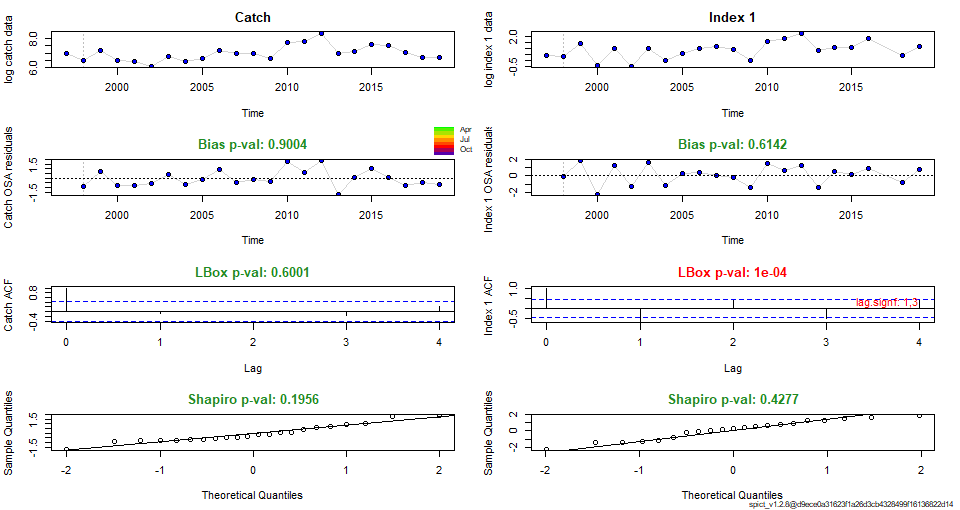 Catch
Index 1
log catch data
8.0
6.0
2000
2005
2010
2015
Time
log index 1 data
2.0
-0.5
2000
2005
2010
2015
Time
Apr
Jul
Oct
Bias p-val: 0.9004
Bias p-val: 0.6142
Catch OSA residuals
1.5
-1.5
2000
2005
2010
2015
Time
Index 1 OSA residuals
2
0
-2
2000
2005
2010
2015
Time
LBox p-val: 0.6001
LBox p-val: 1e-04
Catch ACF
0.8
-0.4
0
1
2
3
4
Lag
Index 1 ACF
1.0
-0.5
lag.signf: 1,3
0
1
2
3
4
Lag
Shapiro p-val: 0.1956
Shapiro p-val: 0.4277
Sample Quantiles
1.5
-1.5
-2
-1
0
1
2
Theoretical Quantiles
Sample Quantiles
2
0
-2
-2
-1
0
1
2
Theoretical Quantiles